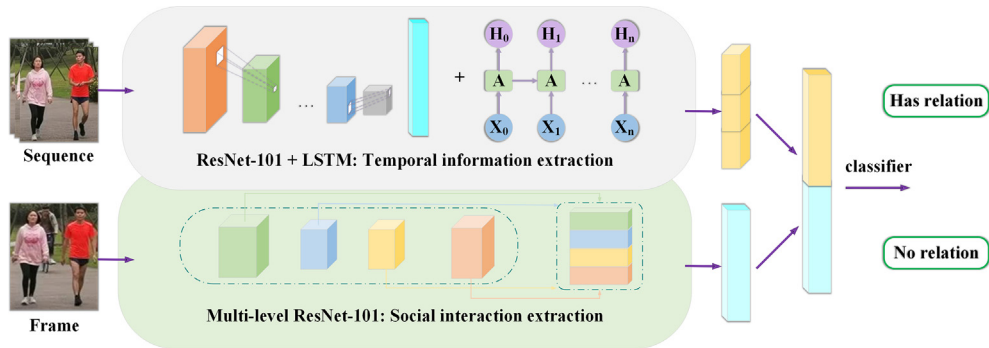 H0 H1 Hn
... A A ... A
+
X0 X1 Xn
Sequence
ResNet-101 + LSTM: Temporal information extraction
Has relation
classifier
No relation
Frame
Multi-level ResNet-101: Social interaction extraction